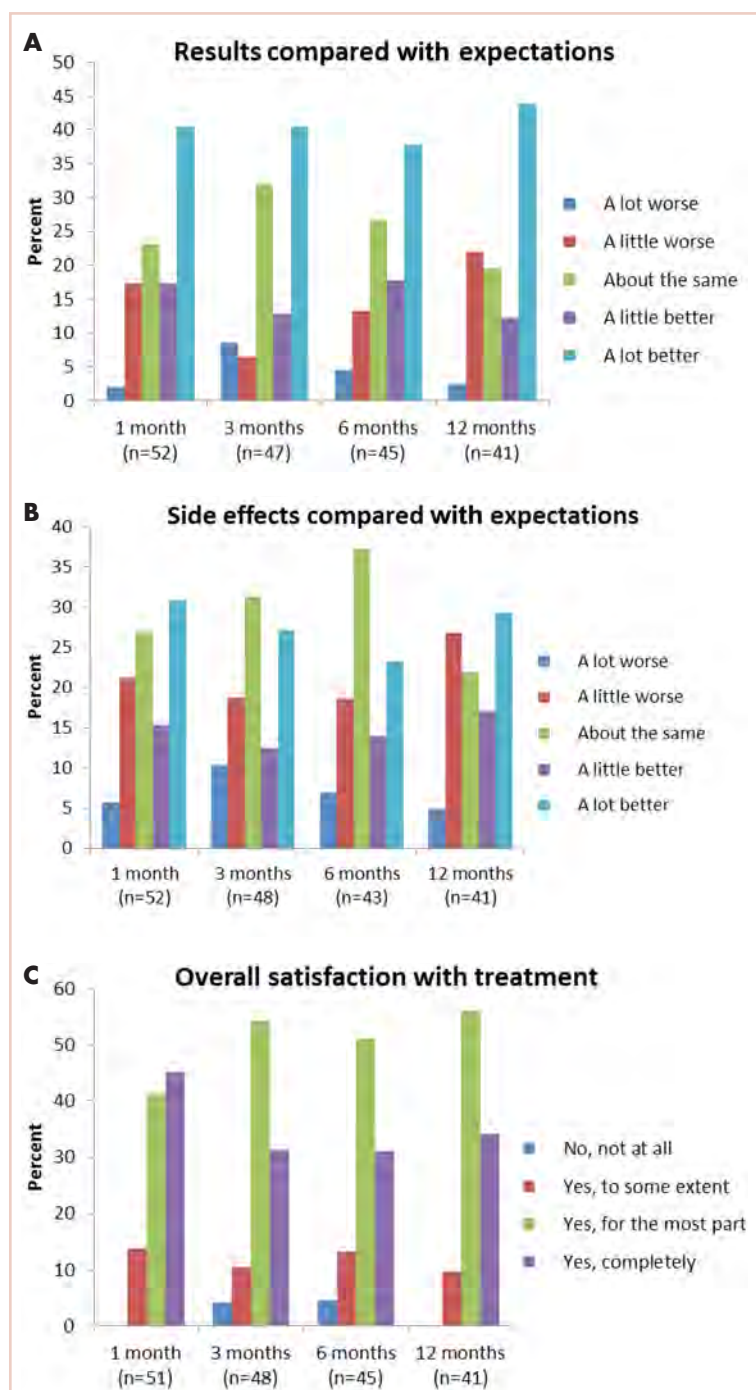 A
Results compared with expectations
50
45
40
35
30
25
20
15
10
5
0
Percent
1 month
(n=52)
3 months
(n=47)
6 months
(n=45)
12 months
(n=41)
A lot worse
A little worse
About the same
A little better
A lot better
B
Side effects compared with expectations
40
35
30
25
20
15
10
5
0
Percent
1 month
(n=52)
3 months
(n=48)
6 months
(n=43)
12 months
(n=41)
A lot worse
A little worse
About the same
A little better
A lot better
C
Overall satisfaction with treatment
60
50
40
30
20
10
0
Percent
1 month
(n=51)
3 months
(n=48)
6 months
(n=45)
12 months
(n=41)
No, not at all
Yes, to some extent
Yes, for the most part
Yes, completely